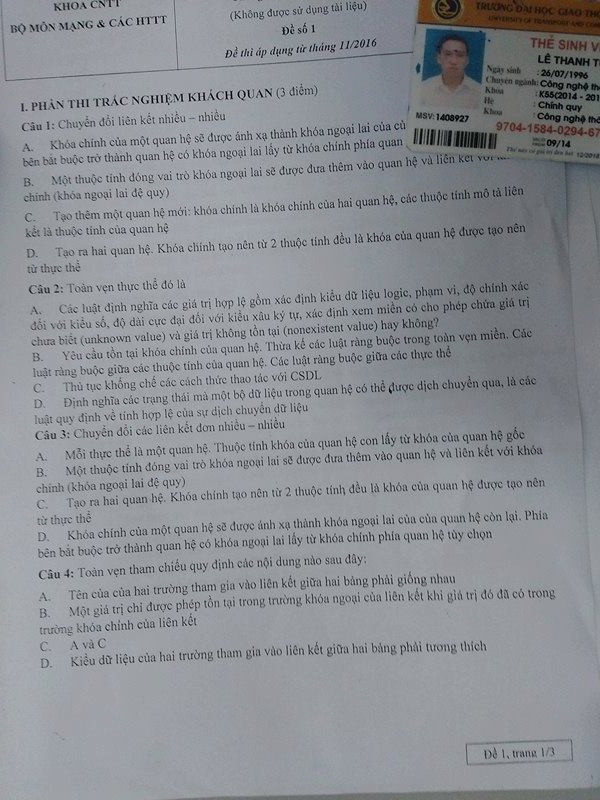 KHOA CNTT
BỘ MÔN MẠNG & CÁC HTTT
(Không được sử dụng tài liệu)
Đề số 1
Đề thi áp dụng từ tháng 11/2016
TRƯỜNG ĐẠI HỌC GIAO THÔ
UNIVERSITY OF TRANSPORT AND COM
THẺ SINH V
LÊ THANH T
Ngày sinh : 26/07/1996
Chuyên ngành: Công nghệ thô
Khóa : K55(2014 - 201
Hệ : Chính quy
Khoa : Công nghệ thô
MSV: 1408927
9704-1584-0294-67
09/14
I. PHẦN THI TRẮC NGHIỆM KHÁCH QUAN (3 điểm)
Câu 1: Chuyển đổi liên kết nhiều – nhiều
A. Khóa chính của một quan hệ sẽ được ánh xạ thành khóa ngoại lai của
bên bắt buộc trở thành quan hệ có khóa ngoại lai lấy từ khóa chính phía quan
B. Một thuộc tính đóng vai trò khóa ngoại lai sẽ được đưa thêm vào quan hệ và liên kết với
chính (khóa ngoại lai đệ quy)
C. Tạo thêm một quan hệ mới: khóa chính là khóa chính của hai quan hệ, các thuộc tính mô tả liên
kết là thuộc tính của quan hệ
D. Tạo ra hai quan hệ. Khóa chính tạo nên từ 2 thuộc tính đều là khóa của quan hệ được tạo nên
từ thực thể
Câu 2: Toàn vẹn thực thể đó là
A. Các luật định nghĩa các giá trị hợp lệ gồm xác định kiểu dữ liệu logic, phạm vi, độ chính xác
đối với kiểu số, độ dài cực đại đối với kiểu xâu ký tự, xác định xem miền có cho phép chứa giá trị
chưa biết (unknown value) và giá trị không tồn tại (nonexistent value) hay không?
B. Yêu cầu tồn tại khóa chính của quan hệ. Thừa kế các luật ràng buộc trong toàn vẹn miền. Các
luật ràng buộc giữa các thuộc tính của quan hệ. Các luật ràng buộc giữa các thực thể
C. Thủ tục khống chế các cách thức thao tác với CSDL
D. Định nghĩa các trạng thái mà một bộ dữ liệu trong quan hệ có thể được dịch chuyển qua, là các
luật quy định về tính hợp lệ của sự dịch chuyển dữ liệu
Câu 3: Chuyển đổi các liên kết đơn nhiều – nhiều
A. Mỗi thực thể là một quan hệ. Thuộc tính khóa của quan hệ con lấy từ khóa của quan hệ gốc
B. Một thuộc tính đóng vai trò khóa ngoại lai sẽ được đưa thêm vào quan hệ và liên kết với khóa
chính (khóa ngoại lai đệ quy)
C. Tạo ra hai quan hệ. Khóa chính tạo nên từ 2 thuộc tính đều là khóa của quan hệ được tạo nên
từ thực thể
D. Khóa chính của một quan hệ sẽ được ánh xạ thành khóa ngoại lai của của quan hệ còn lại. Phía
bên bắt buộc trở thành quan hệ có khóa ngoại lai lấy từ khóa chính phía quan hệ tùy chọn
Câu 4: Toàn vẹn tham chiếu quy định các nội dung nào sau đây:
A. Tên của của hai trường tham gia vào liên kết giữa hai bảng phải giống nhau
B. Một giá trị chỉ được phép tồn tại trong trường khóa ngoại của liên kết khi giá trị đó đã có trong
trường khóa chính của liên kết
C. A và C
D. Kiểu dữ liệu của hai trường tham gia vào liên kết giữa hai bảng phải tương thích
Đề 1, trang 1/3